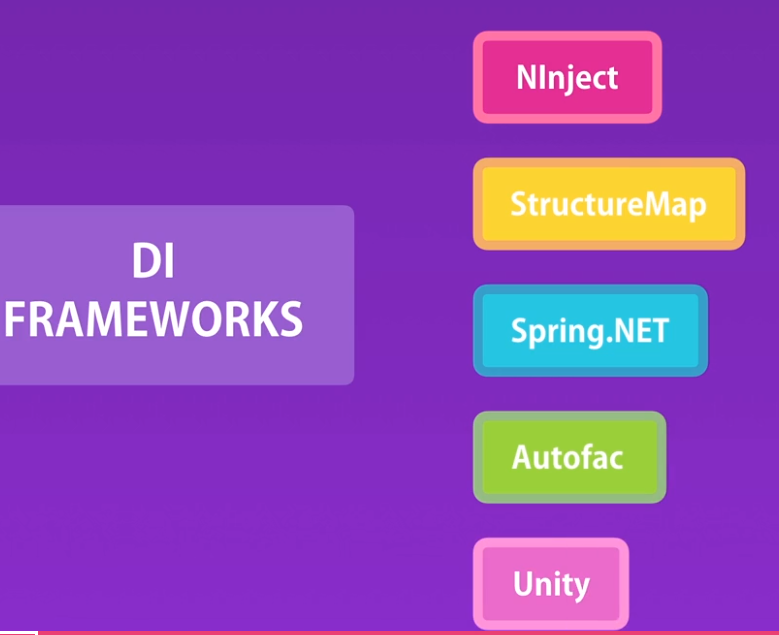 DI
FRAMEWORKS
NInject
StructureMap
Spring.NET
Autofac
Unity